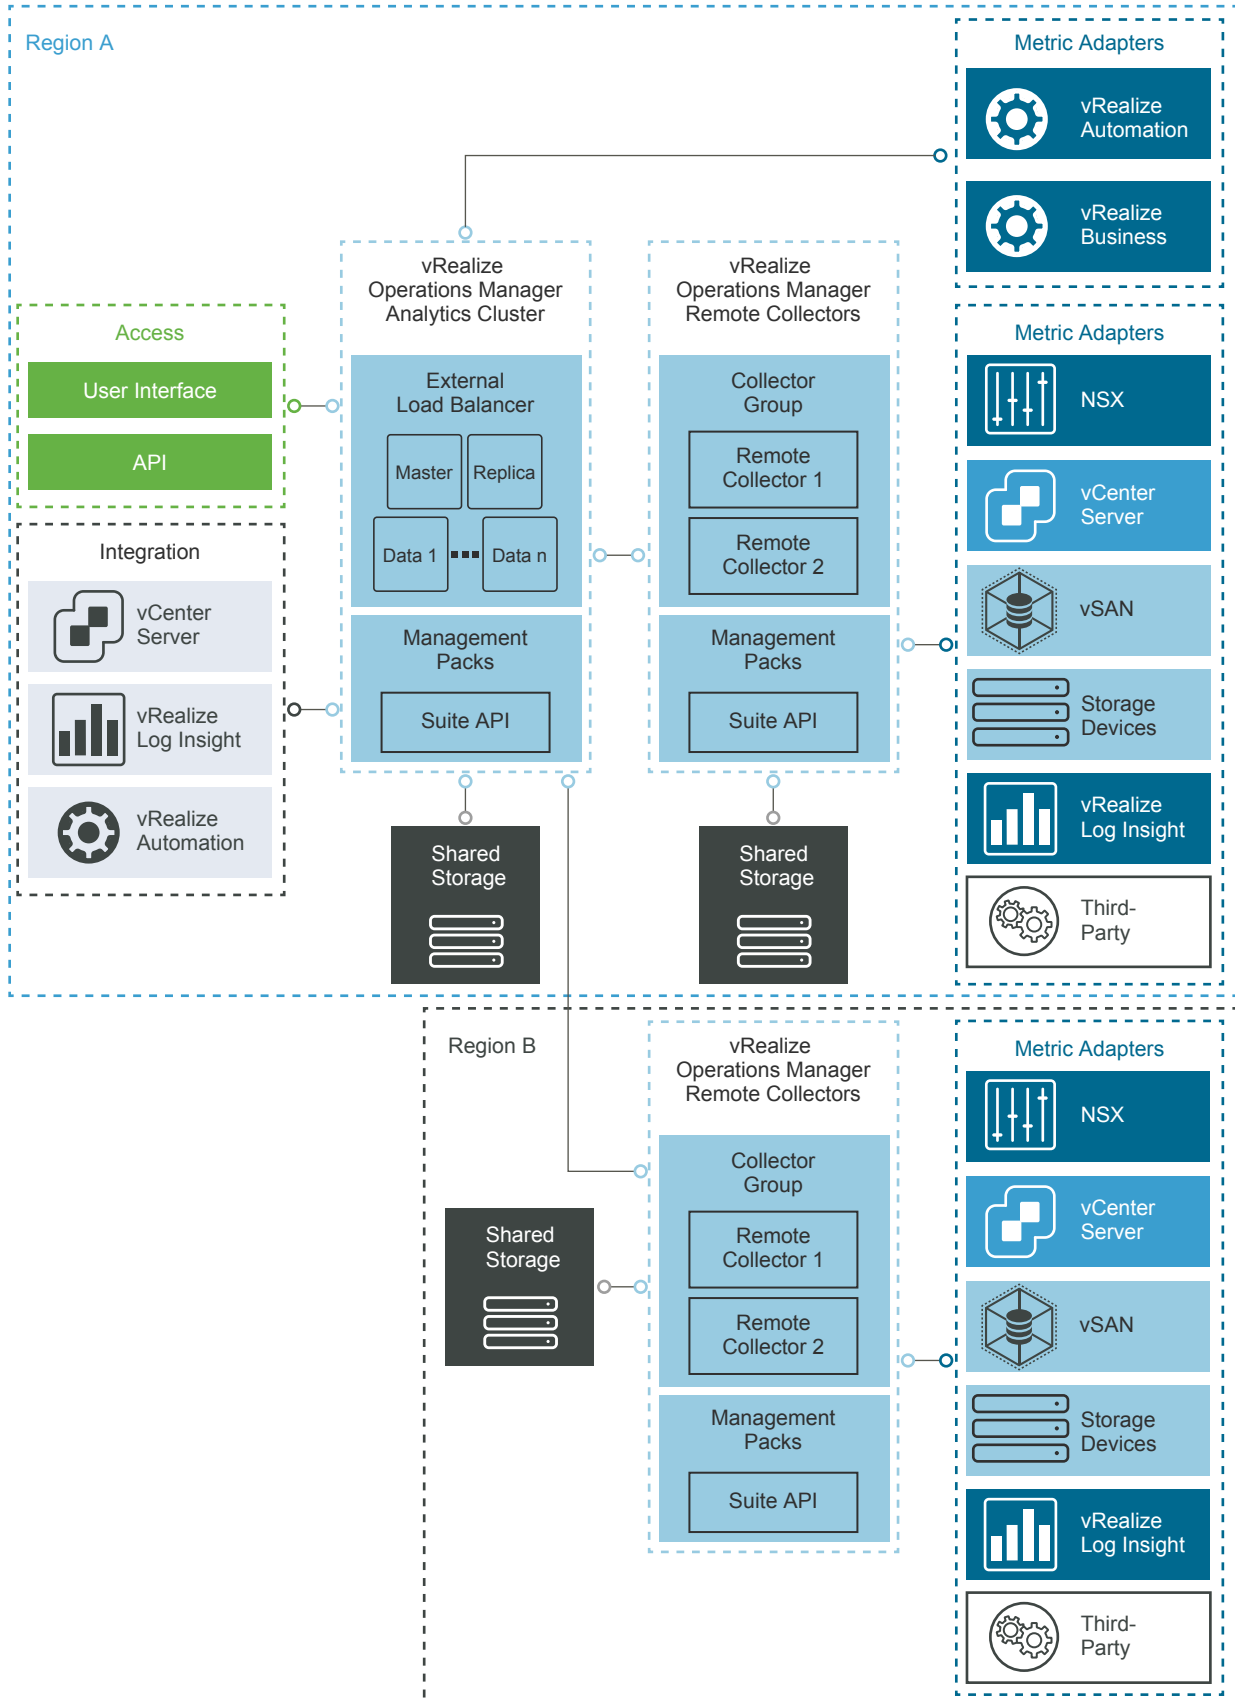 Region A
Metric Adapters
vRealize
Automation
vRealize
Business
vRealize
Operations Manager
Analytics Cluster
vRealize
Operations Manager
Remote Collectors
Access
User Interface
API
External
Load Balancer
Master
Replica
Data 1
Data n
Management
Packs
Suite API
Collector
Group
Remote
Collector 1
Remote
Collector 2
Management
Packs
Suite API
Metric Adapters
NSX
vCenter
Server
vSAN
Storage
Devices
vRealize
Log Insight
Third-
Party
Integration
vCenter
Server
vRealize
Log Insight
vRealize
Automation
Shared
Storage
Shared
Storage
Region B
vRealize
Operations Manager
Remote Collectors
Collector
Group
Remote
Collector 1
Remote
Collector 2
Management
Packs
Suite API
Shared
Storage
Metric Adapters
NSX
vCenter
Server
vSAN
Storage
Devices
vRealize
Log Insight
Third-
Party